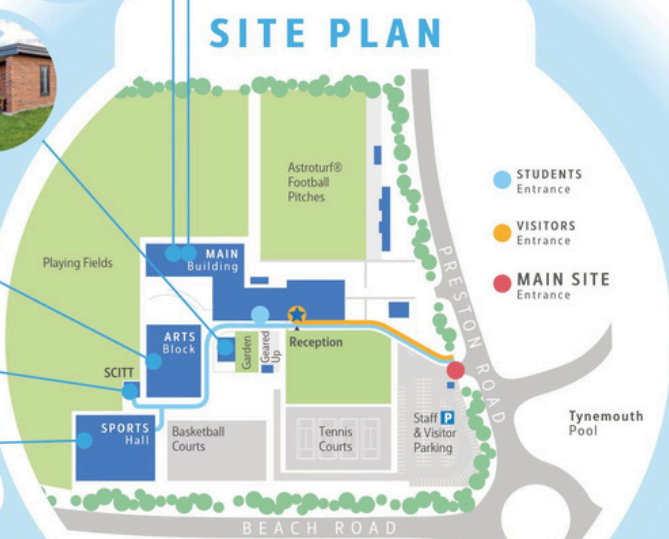 SITE PLAN
Astroturf®
Football
Pitches
STUDENTS
Entrance
VISITORS
Entrance
MAIN SITE
Entrance
Playing Fields
MAIN
Building
PRESTON ROAD
ARTS
Block
Garden
Geared
Up
Reception
SCITT
SPORTS
Hall
Basketball
Courts
Tennis
Courts
Staff P
& Visitor
Parking
Tynemouth
Pool
BEACH ROAD